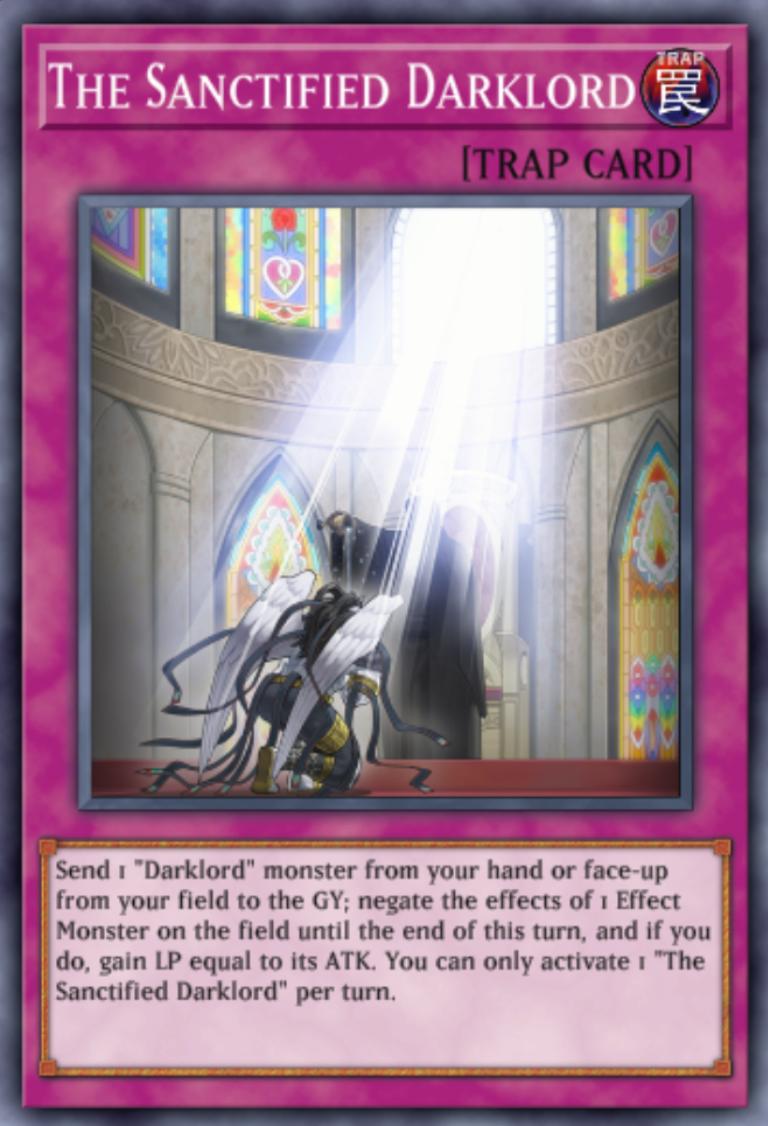 THE SANCTIFIED DARKLORD
TRAP
罠
[TRAP CARD]
Send 1 "Darklord" monster from your hand or face-up
from your field to the GY; negate the effects of 1 Effect
Monster on the field until the end of this turn, and if you
do, gain LP equal to its ATK. You can only activate 1 "The
Sanctified Darklord" per turn.